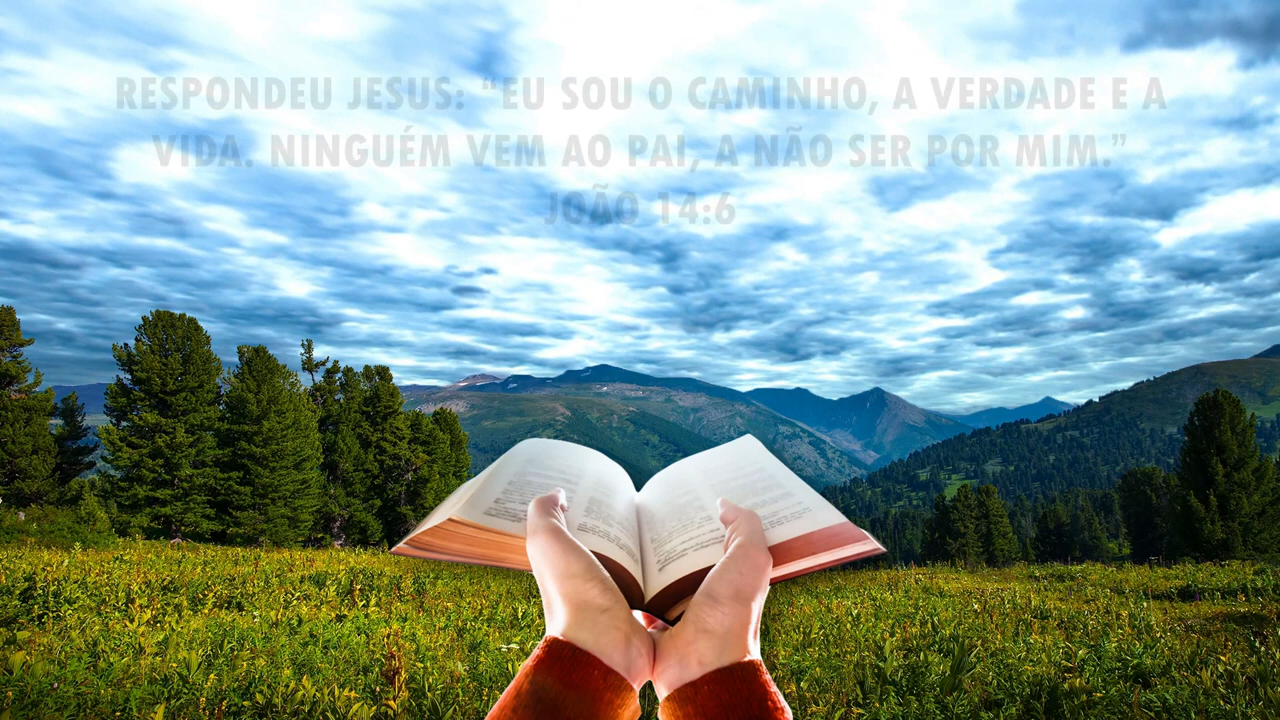 RESPONDEU JESUS: “EU SOU O CAMINHO, A VERDADE E A
VIDA. NINGUÉM VEM AO PAI, A NÃO SER POR MIM.”
JOÃO 14:6